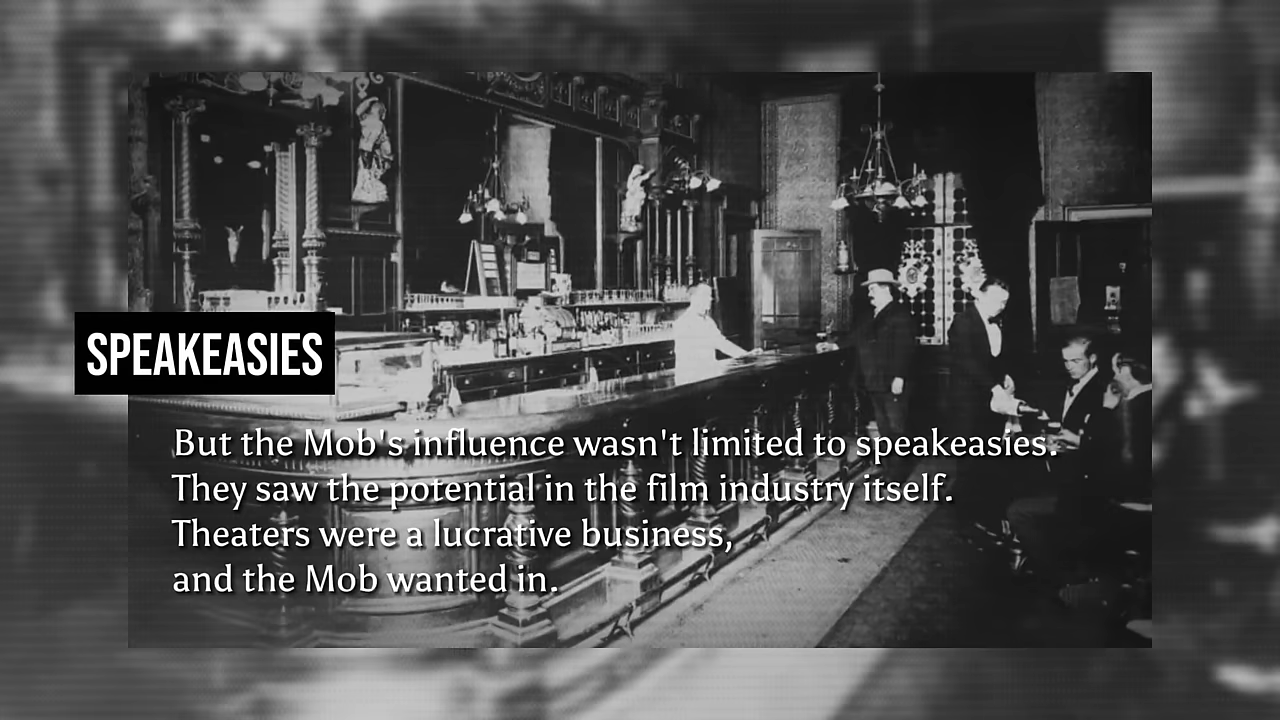 SPEAKEASIES
But the Mob's influence wasn't limited to speakeasies.
They saw the potential in the film industry itself.
Theaters were a lucrative business,
and the Mob wanted in.